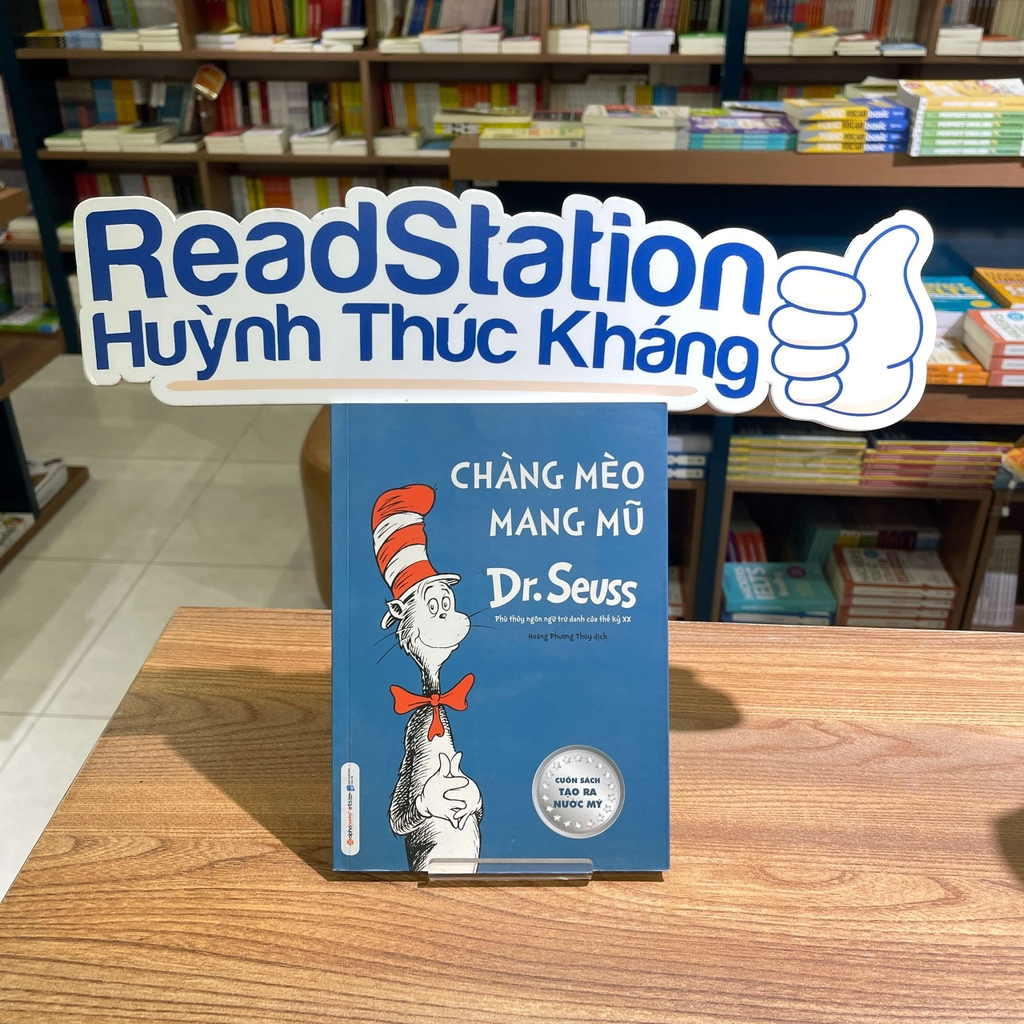 ReadStation
Huỳnh Thúc Kháng
CHÀNG MÈO
MANG MŨ
Dr. Seuss
Phù thủy ngôn ngữ trứ danh của thế kỷ XX
Hoàng Phương Thùy dịch
CUỐN SÁCH
TẠO RA
NƯỚC MỸ